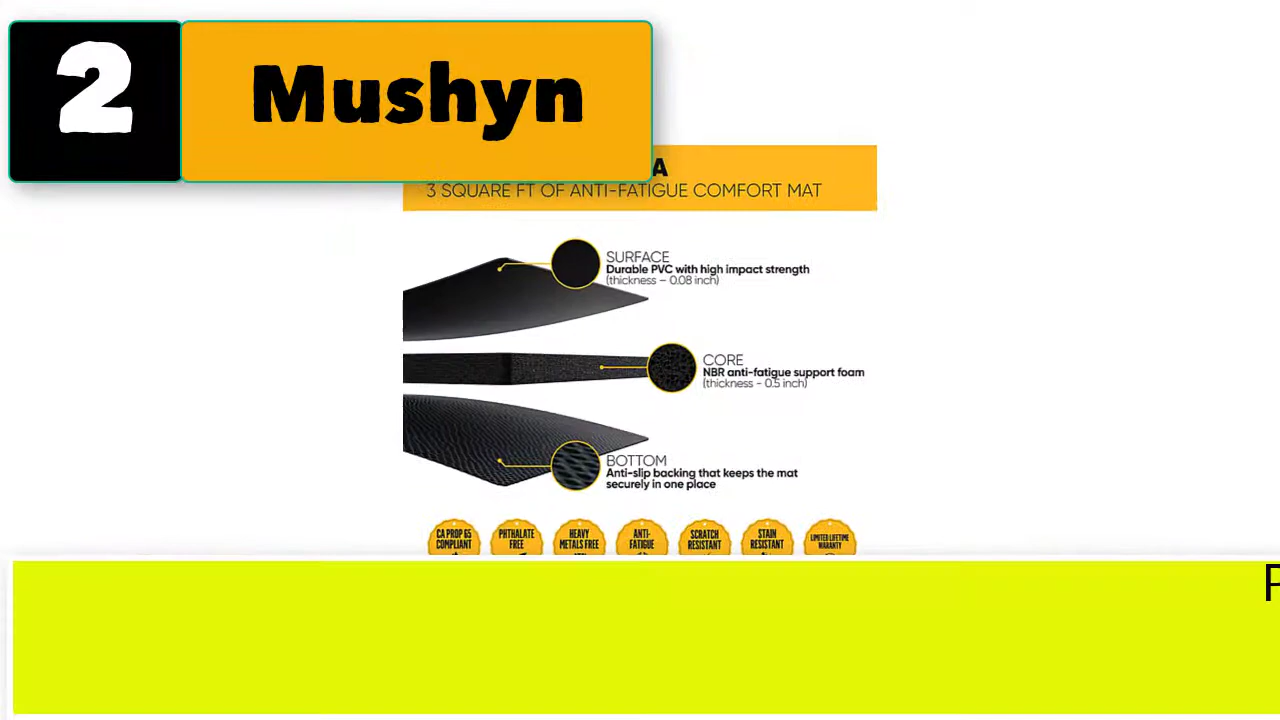 2 Mushyn
A
3 SQUARE FT OF ANTI-FATIGUE COMFORT MAT
SURFACE
Durable PVC with high impact strength
(thickness – 0.08 inch)
CORE
NBR anti-fatigue support foam
(thickness - 0.5 inch)
BOTTOM
Anti-slip backing that keeps the mat
securely in one place
CA PROP 65 COMPLIANT
PHTHALATE FREE
HEAVY METALS FREE
ANTI-FATIGUE
SCRATCH RESISTANT
STAIN RESISTANT
LIMITED LIFETIME WARRANTY